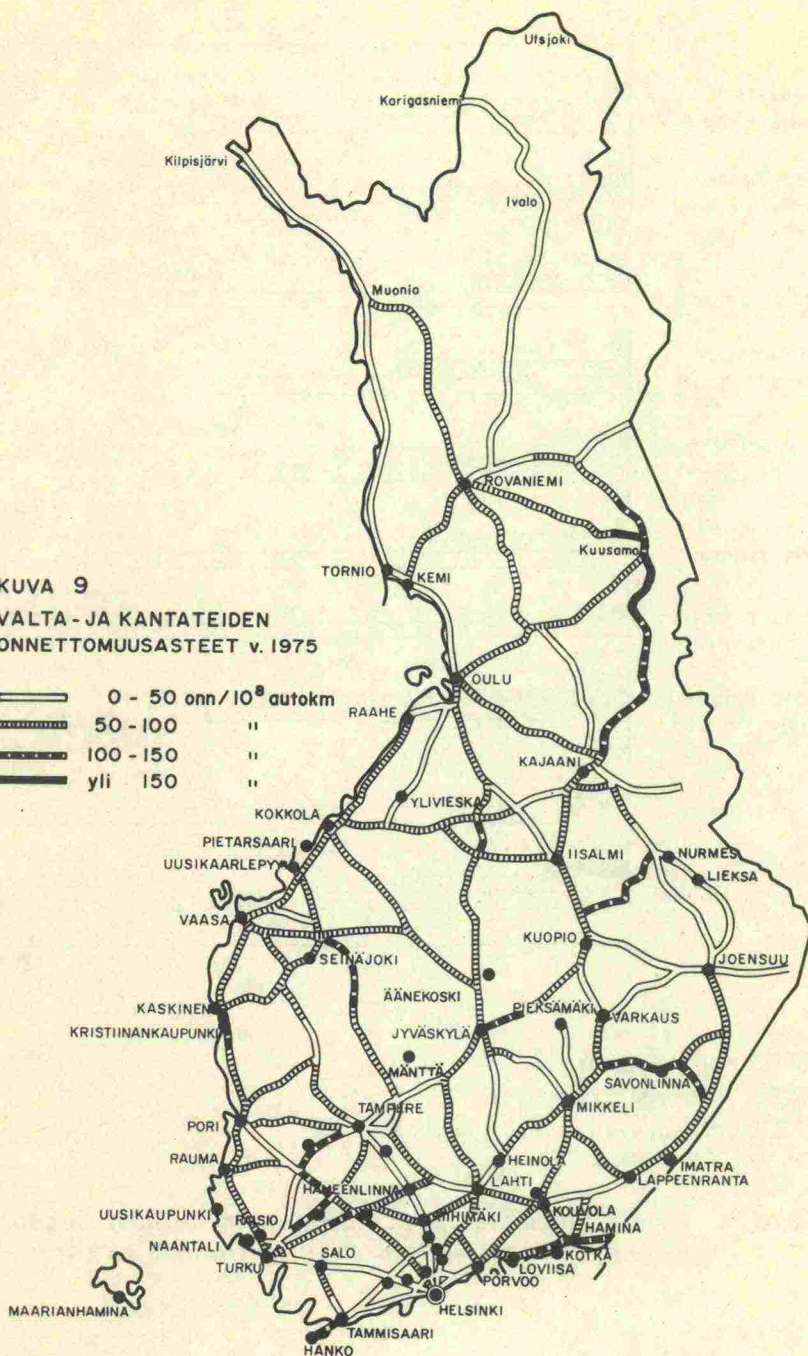 Utsjoki
Karigasniemi
Kilpisjärvi
Ivalo
Muonio
ROVANIEMI
Kuusamo
TORNIO
KEMI
KUVA 9
VALTA-JA KANTATEIDEN
ONNETTOMUUSASTEET v. 1975
0 - 50 onn/10⁸ autokm
50 - 100 "
100 - 150 "
yli 150 "
OULU
RAAHE
KAJAANI
YLIVIESKA
KOKKOLA
PIETARSAARI
UUSIKAARLEPYY
IISALMI
NURMES
LIEKSA
VAASA
KUOPIO
SEINÄJOKI
JOENSUU
ÄÄNEKOSKI
PIEKSÄMÄKI
KASKINEN
VARKAUS
KRISTIINANKAUPUNKI
JYVÄSKYLÄ
MÄNTTÄ
SAVONLINNA
MIKKELI
PORI
TAMPERE
RAUMA
HEINOLA
IMATRA
LAHTI
LAPPEENRANTA
HÄMEENLINNA
UUSIKAUPUNKI
KOUVOLA
RAISIO
RIIHIMÄKI
HAMINA
NAANTALI
KOTKA
SALO
LOVIISA
TURKU
PORVOO
HELSINKI
MAARIANHAMINA
TAMMISAARI
HANKO